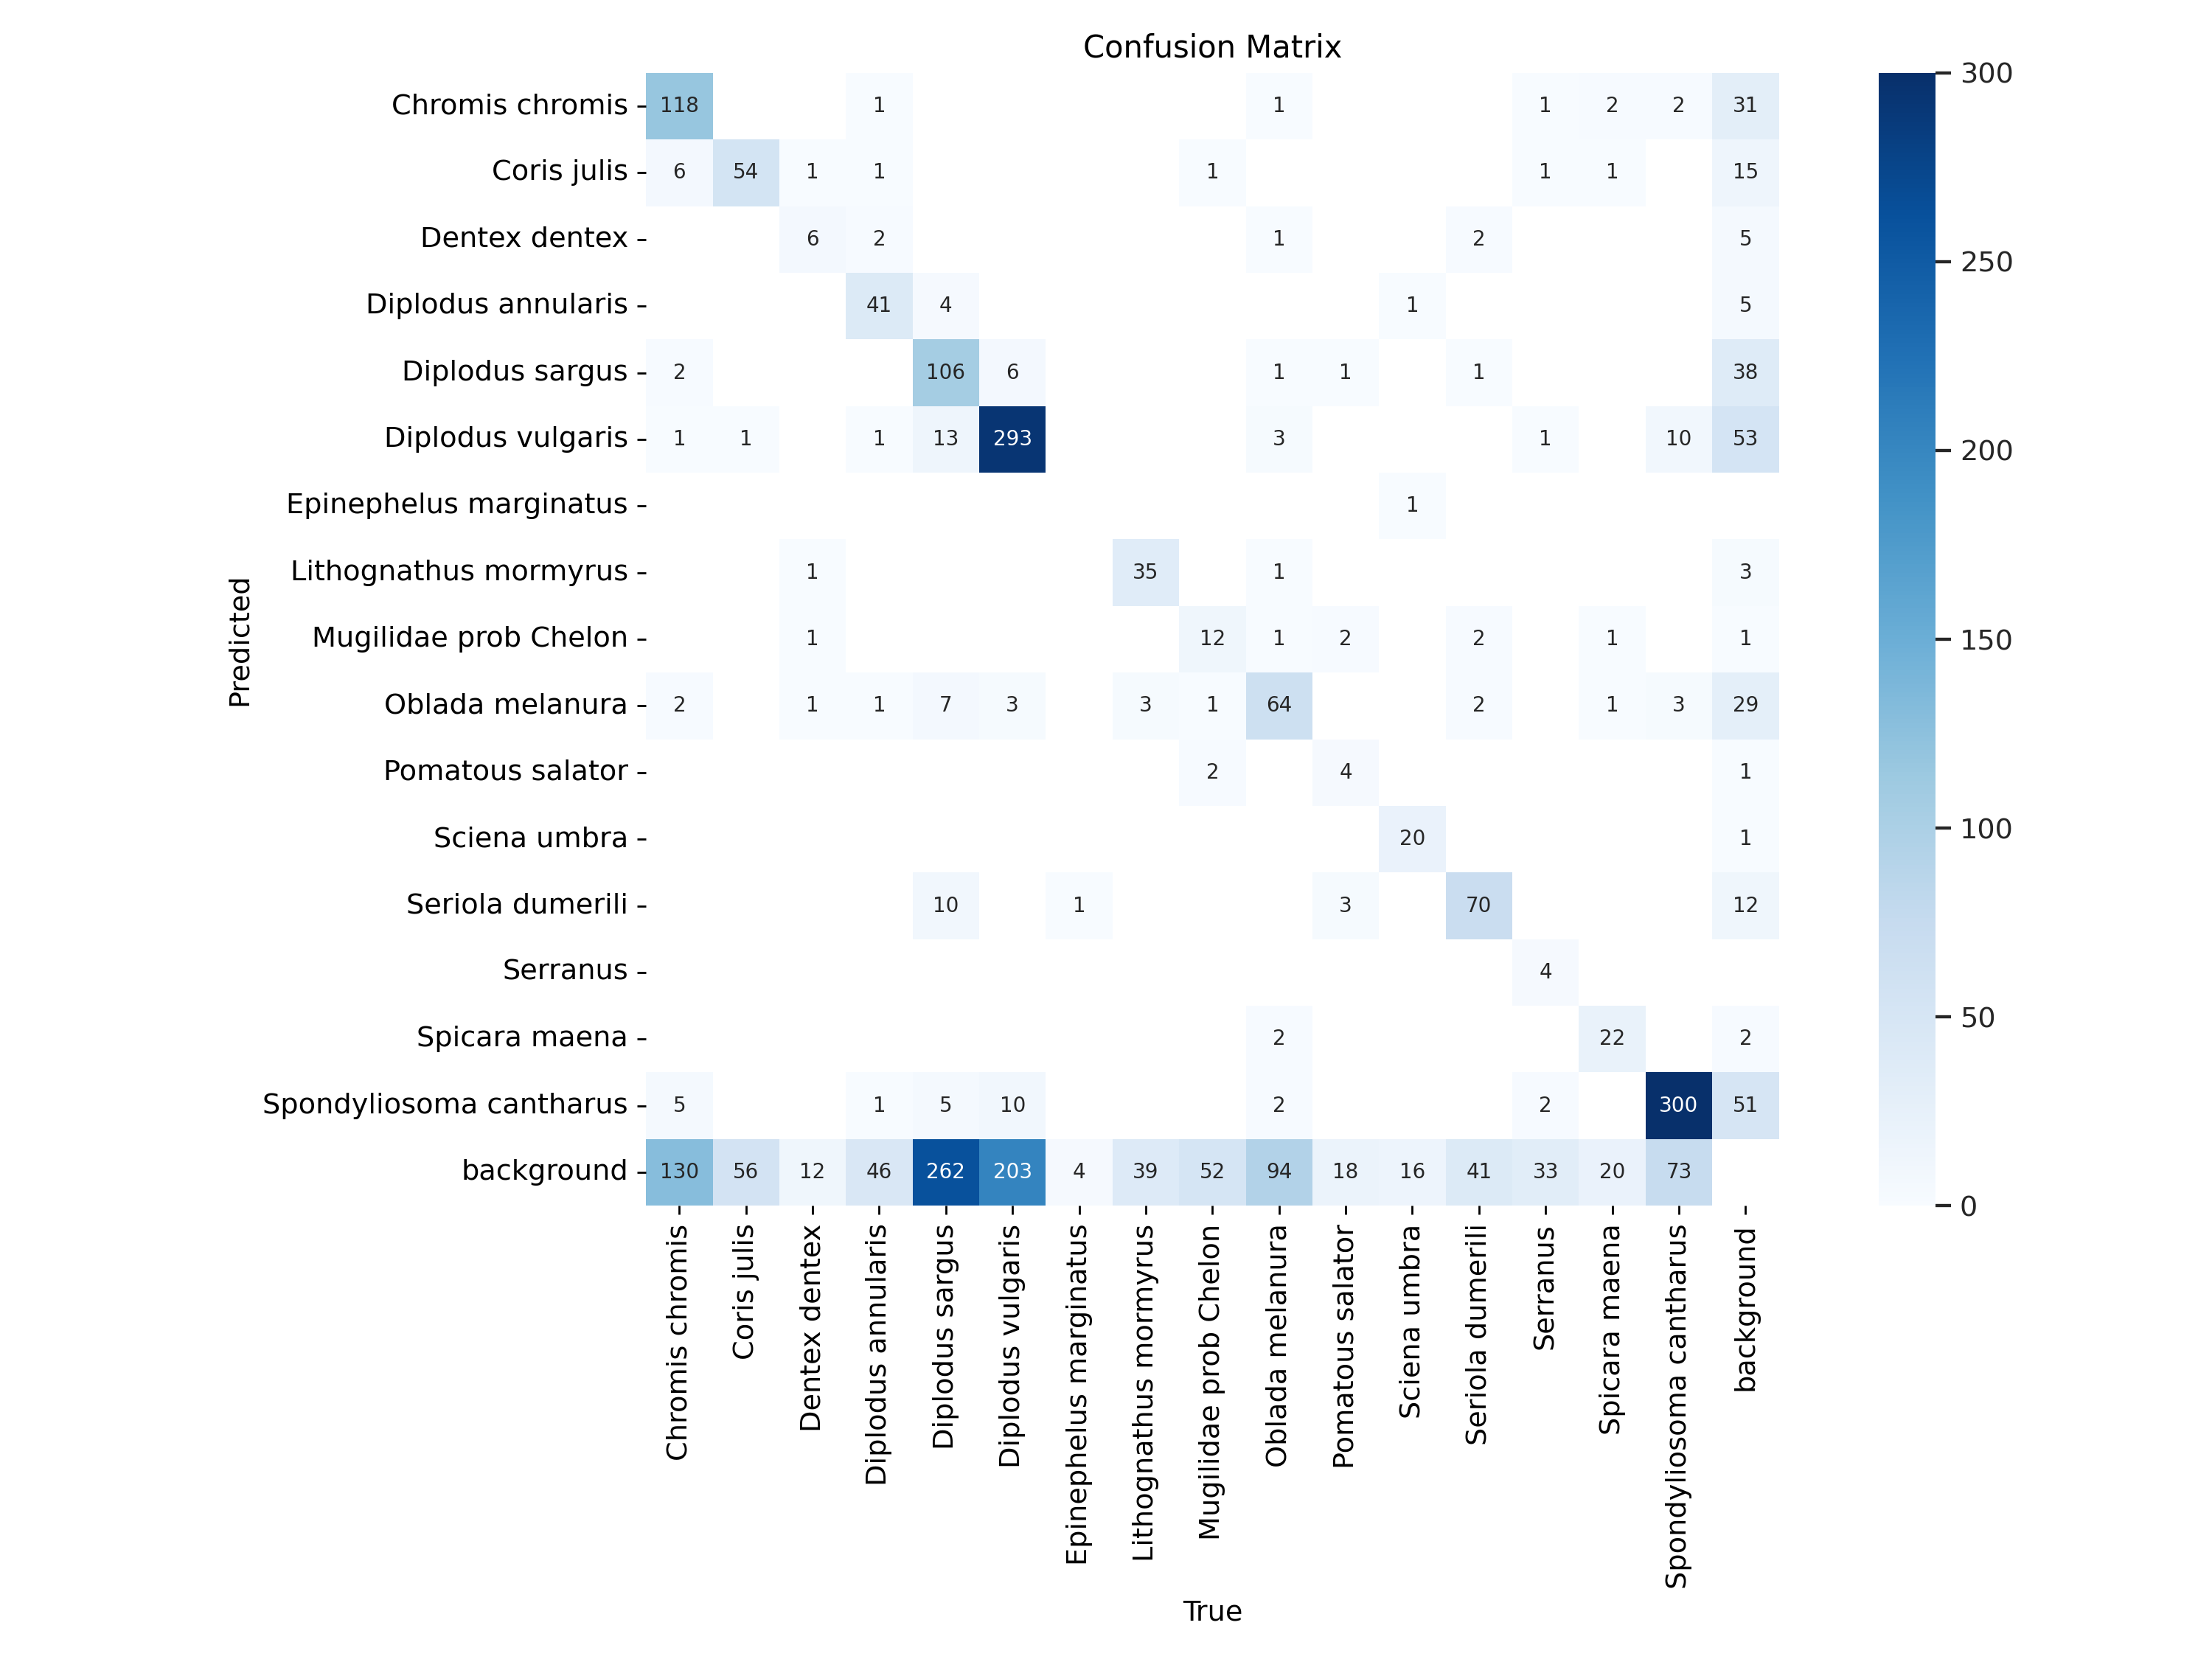 Confusion Matrix
Chromis chromis 118 1 1 1 2 2 31
Coris julis 6 54 1 1 1 1 1 15
Dentex dentex 6 2 1 2 5
Diplodus annularis 41 4 1 5
Diplodus sargus 2 106 6 1 1 1 38
Diplodus vulgaris 1 1 1 13 293 3 1 10 53
Epinephelus marginatus 1
Lithognathus mormyrus 1 35 1 3
Mugilidae prob Chelon 1 12 1 2 2 1 1
Oblada melanura 2 1 1 7 3 3 1 64 2 1 3 29
Pomatous salator 2 4 1
Sciena umbra 20 1
Seriola dumerili 10 1 3 70 12
Serranus 4
Spicara maena 2 22 2
Spondyliosoma cantharus 5 1 5 10 2 2 300 51
background 130 56 12 46 262 203 4 39 52 94 18 16 41 33 20 73
Predicted
Chromis chromis
Coris julis
Dentex dentex
Diplodus annularis
Diplodus sargus
Diplodus vulgaris
Epinephelus marginatus
Lithognathus mormyrus
Mugilidae prob Chelon
Oblada melanura
Pomatous salator
Sciena umbra
Seriola dumerili
Serranus
Spicara maena
Spondyliosoma cantharus
background
True
300
250
200
150
100
50
0